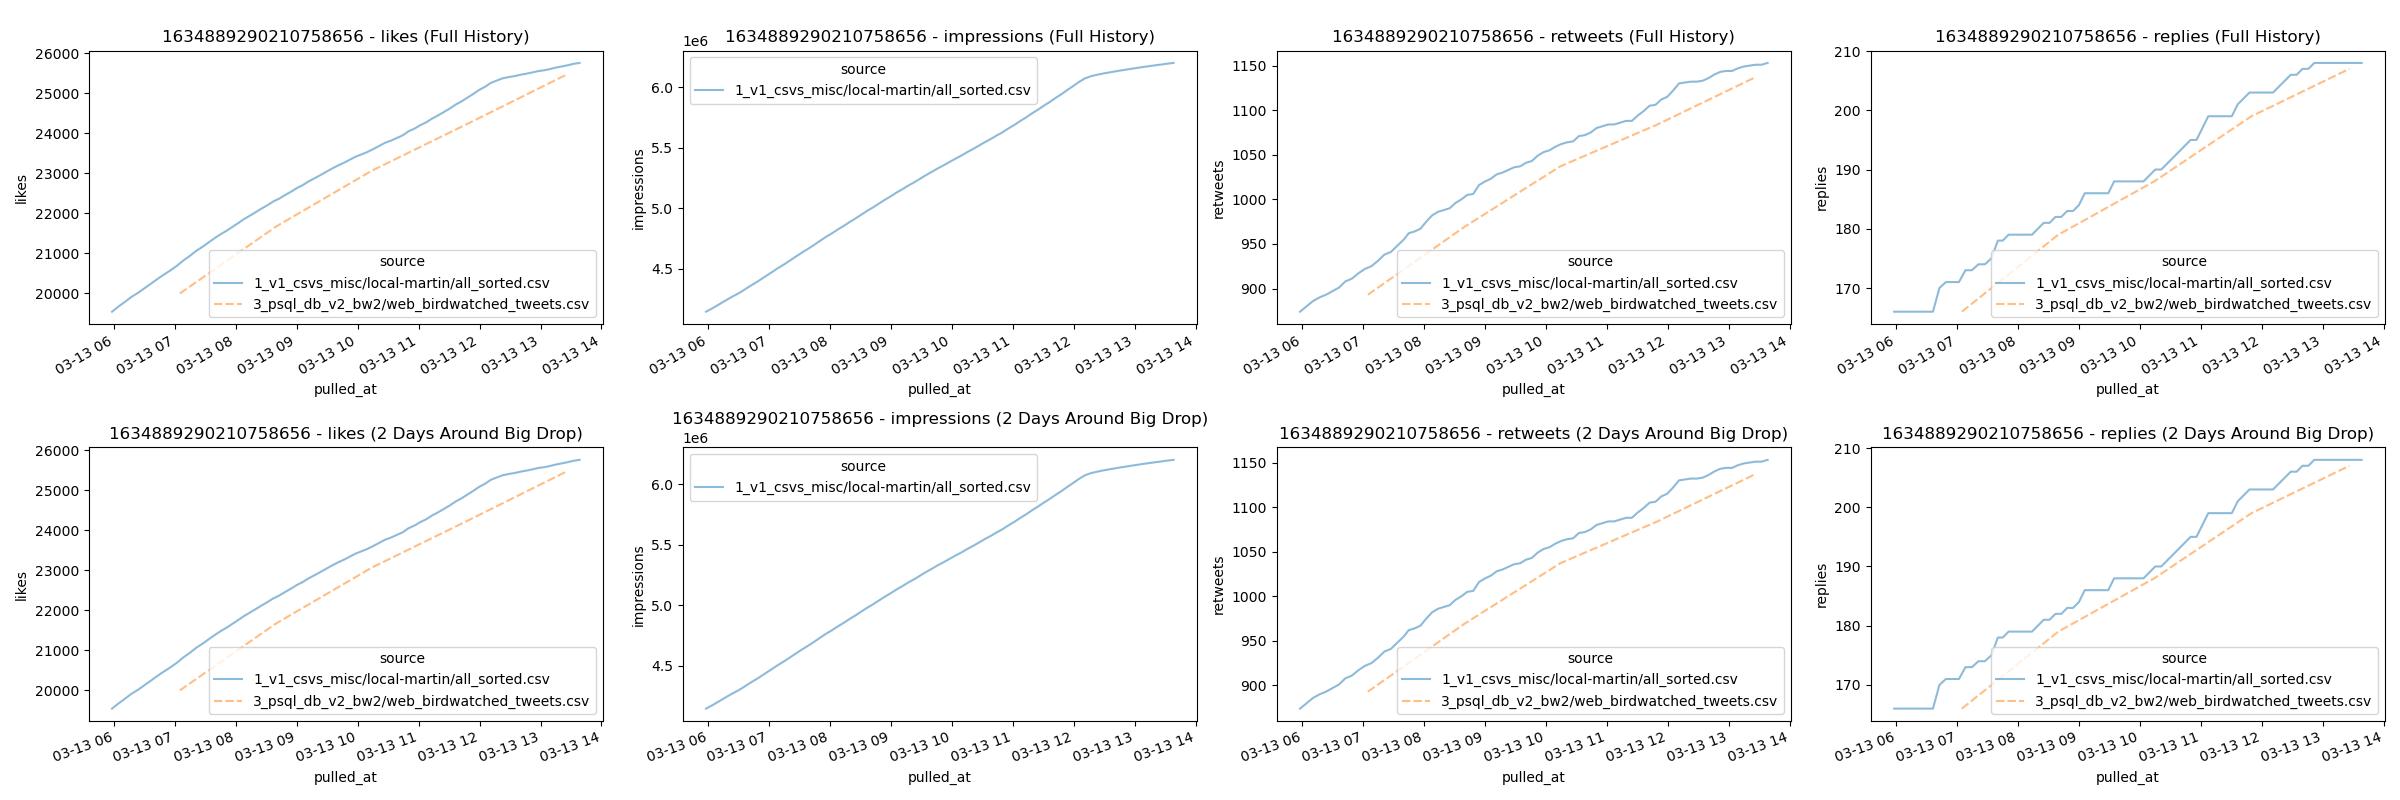 1634889290210758656 - likes (Full History)
26000
25000
24000
23000
22000
21000
20000
likes
source
1_v1_csvs_misc/local-martin/all_sorted.csv
3_psql_db_v2_bw2/web_birdwatched_tweets.csv
03-13 06
03-13 07
03-13 08
03-13 09
03-13 10
03-13 11
03-13 12
03-13 13
03-13 14
pulled_at
1634889290210758656 - impressions (Full History)
1e6
6.0
5.5
5.0
4.5
impressions
source
1_v1_csvs_misc/local-martin/all_sorted.csv
03-13 06
03-13 07
03-13 08
03-13 09
03-13 10
03-13 11
03-13 12
03-13 13
03-13 14
pulled_at
1634889290210758656 - retweets (Full History)
1150
1100
1050
1000
950
900
retweets
source
1_v1_csvs_misc/local-martin/all_sorted.csv
3_psql_db_v2_bw2/web_birdwatched_tweets.csv
03-13 06
03-13 07
03-13 08
03-13 09
03-13 10
03-13 11
03-13 12
03-13 13
03-13 14
pulled_at
1634889290210758656 - replies (Full History)
210
200
190
180
170
replies
source
1_v1_csvs_misc/local-martin/all_sorted.csv
3_psql_db_v2_bw2/web_birdwatched_tweets.csv
03-13 06
03-13 07
03-13 08
03-13 09
03-13 10
03-13 11
03-13 12
03-13 13
03-13 14
pulled_at
1634889290210758656 - likes (2 Days Around Big Drop)
26000
25000
24000
23000
22000
21000
20000
likes
source
1_v1_csvs_misc/local-martin/all_sorted.csv
3_psql_db_v2_bw2/web_birdwatched_tweets.csv
03-13 06
03-13 07
03-13 08
03-13 09
03-13 10
03-13 11
03-13 12
03-13 13
03-13 14
pulled_at
1634889290210758656 - impressions (2 Days Around Big Drop)
1e6
6.0
5.5
5.0
4.5
impressions
source
1_v1_csvs_misc/local-martin/all_sorted.csv
03-13 06
03-13 07
03-13 08
03-13 09
03-13 10
03-13 11
03-13 12
03-13 13
03-13 14
pulled_at
1634889290210758656 - retweets (2 Days Around Big Drop)
1150
1100
1050
1000
950
900
retweets
source
1_v1_csvs_misc/local-martin/all_sorted.csv
3_psql_db_v2_bw2/web_birdwatched_tweets.csv
03-13 06
03-13 07
03-13 08
03-13 09
03-13 10
03-13 11
03-13 12
03-13 13
03-13 14
pulled_at
1634889290210758656 - replies (2 Days Around Big Drop)
210
200
190
180
170
replies
source
1_v1_csvs_misc/local-martin/all_sorted.csv
3_psql_db_v2_bw2/web_birdwatched_tweets.csv
03-13 06
03-13 07
03-13 08
03-13 09
03-13 10
03-13 11
03-13 12
03-13 13
03-13 14
pulled_at